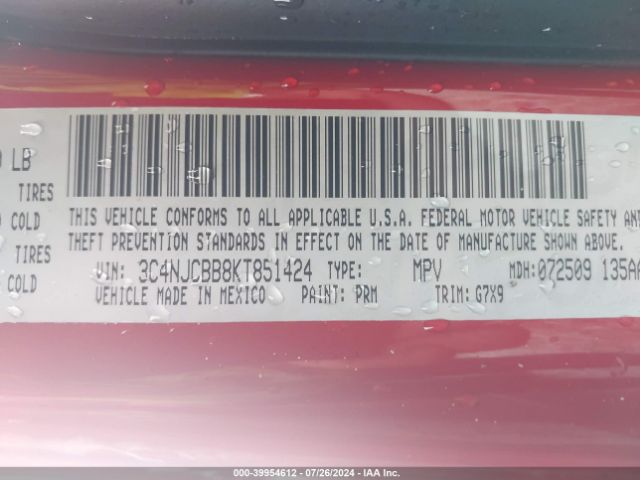 LB
TIRES
COLD
TIRES
COLD
THIS VEHICLE CONFORMS TO ALL APPLICABLE U.S.A. FEDERAL MOTOR VEHICLE SAFETY AND
THEFT PREVENTION STANDARDS IN EFFECT ON THE DATE OF MANUFACTURE SHOWN ABOVE.
VIN: 3C4NJCBB8KT851424 TYPE: MPV MDH: 072509 135A
VEHICLE MADE IN MEXICO PAINT: PRM TRIM: G7X9
000-39954612 - 07/26/2024 - IAA Inc.